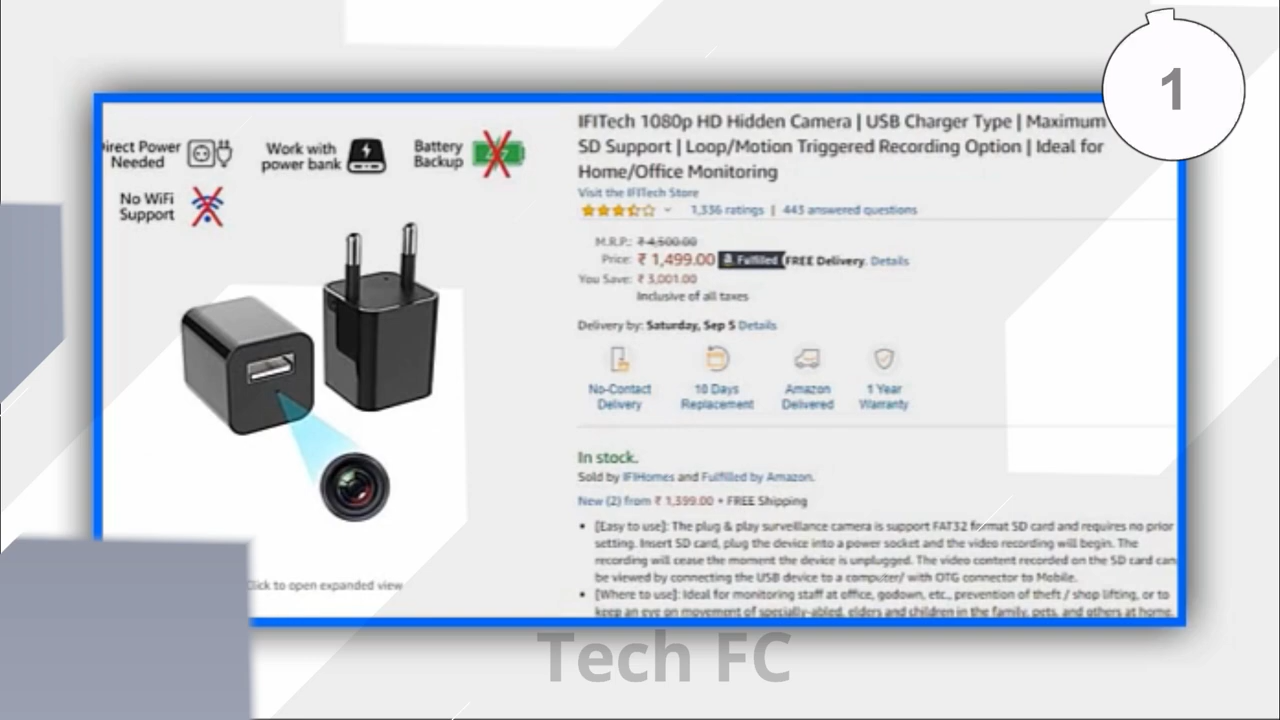 1
Direct Power
Needed
Work with
power bank
Battery
Backup
No WiFi
Support
IFITech 1080p HD Hidden Camera | USB Charger Type | Maximum
SD Support | Loop/Motion Triggered Recording Option | Ideal for
Home/Office Monitoring
Visit the IFITech Store
1,336 ratings | 443 answered questions
M.R.P.: ₹ 4,500.00
Price: ₹ 1,499.00 Fulfilled FREE Delivery. Details
You Save: ₹ 3,001.00
Inclusive of all taxes
Delivery by: Saturday, Sep 5 Details
No-Contact
Delivery
10 Days
Replacement
Amazon
Delivered
1 Year
Warranty
In stock.
Sold by IFIHomes and Fulfilled by Amazon.
New (2) from ₹ 1,399.00 + FREE Shipping
• [Easy to use]: The plug & play surveillance camera is support FAT32 format SD card and requires no prior
setting. Insert SD card, plug the device into a power socket and the video recording will begin. The
recording will cease the moment the device is unplugged. The video content recorded on the SD card can
be viewed by connecting the USB device to a computer/ with OTG connector to Mobile.
• [Where to use]: Ideal for monitoring staff at office, godown, etc., prevention of theft / shop lifting, or to
keep an eye on movement of specially-abled, elders and children in the family, pets, and others at home.
Click to open expanded view
Tech FC